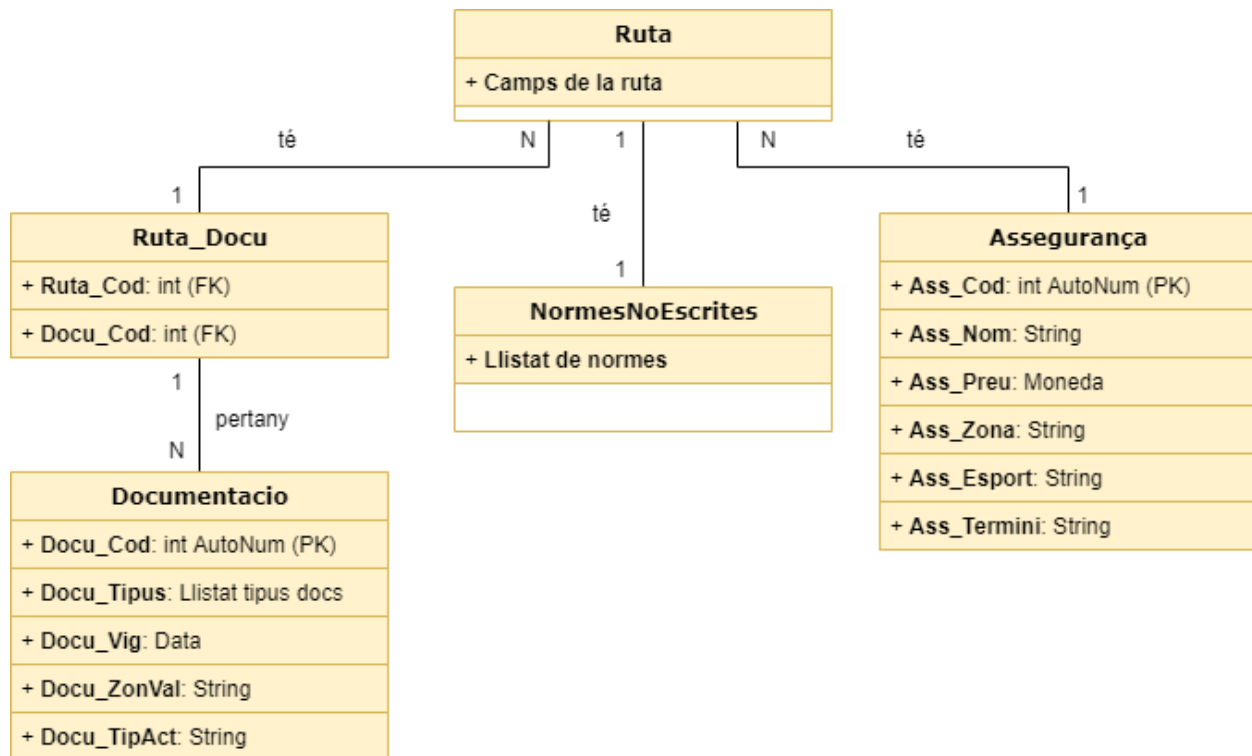 Ruta
+ Camps de la ruta
té
N
1
N
té
1
té
1
1
Ruta_Docu
+ Ruta_Cod: int (FK)
+ Docu_Cod: int (FK)
NormesNoEscrites
+ Llistat de normes
Assegurança
+ Ass_Cod: int AutoNum (PK)
+ Ass_Nom: String
+ Ass_Preu: Moneda
+ Ass_Zona: String
+ Ass_Esport: String
+ Ass_Termini: String
1
pertany
N
Documentacio
+ Docu_Cod: int AutoNum (PK)
+ Docu_Tipus: Llistat tipus docs
+ Docu_Vig: Data
+ Docu_ZonVal: String
+ Docu_TipAct: String